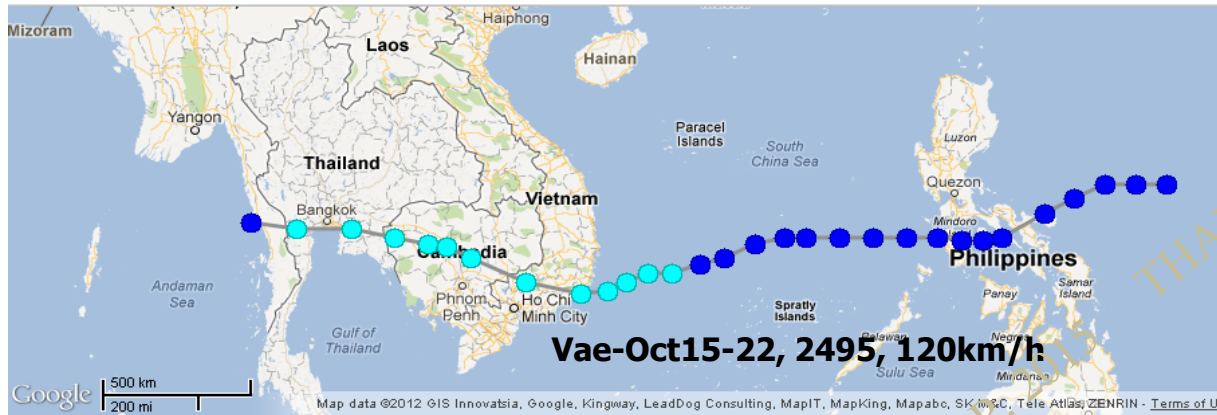 Haiphong
Mizoram
Laos
Hainan
Yangon
Paracel
Islands
Luzon
South
China Sea
Thailand
Quezon
Vietnam
Bangkok
Mindoro
Cambodia
Philippines
THA
Andaman
Sea
Phnom
Penh
Ho Chi
Minh City
Spratly
Islands
Panay
Samar
Island
Gulf of
Thailand
Palawan
Negros
Vae-Oct15-22, 2495, 120km/h
Sulu Sea
Mindanao
Google
500 km
200 mi
Map data ©2012 GIS Innovatsia, Google, Kingway, LeadDog Consulting, MapIT, MapKing, Mapabc, SK M&C, Tele Atlas, ZENRIN - Terms of U